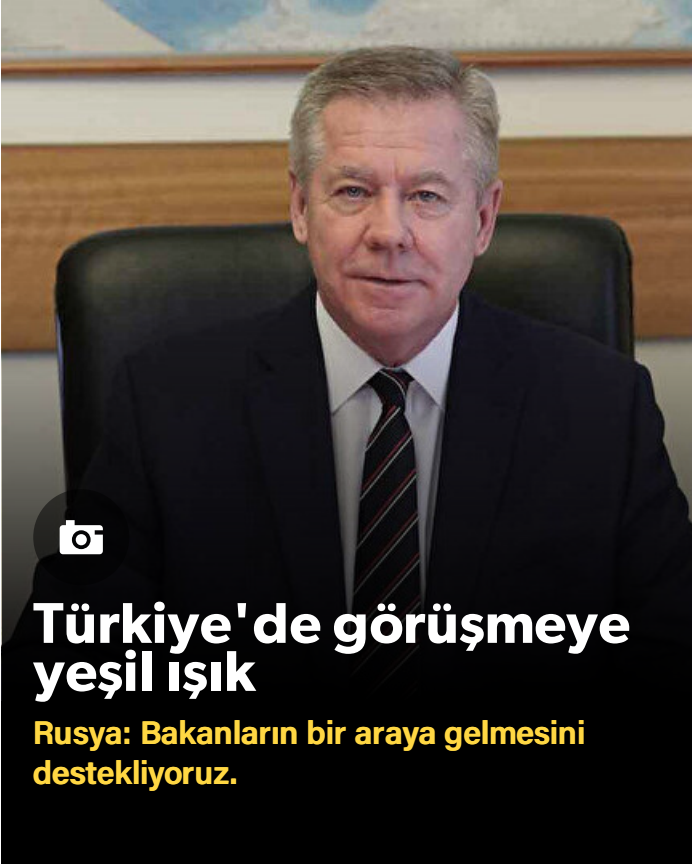 Türkiye'de görüşmeye
yeşil ışık
Rusya: Bakanların bir araya gelmesini
destekliyoruz.